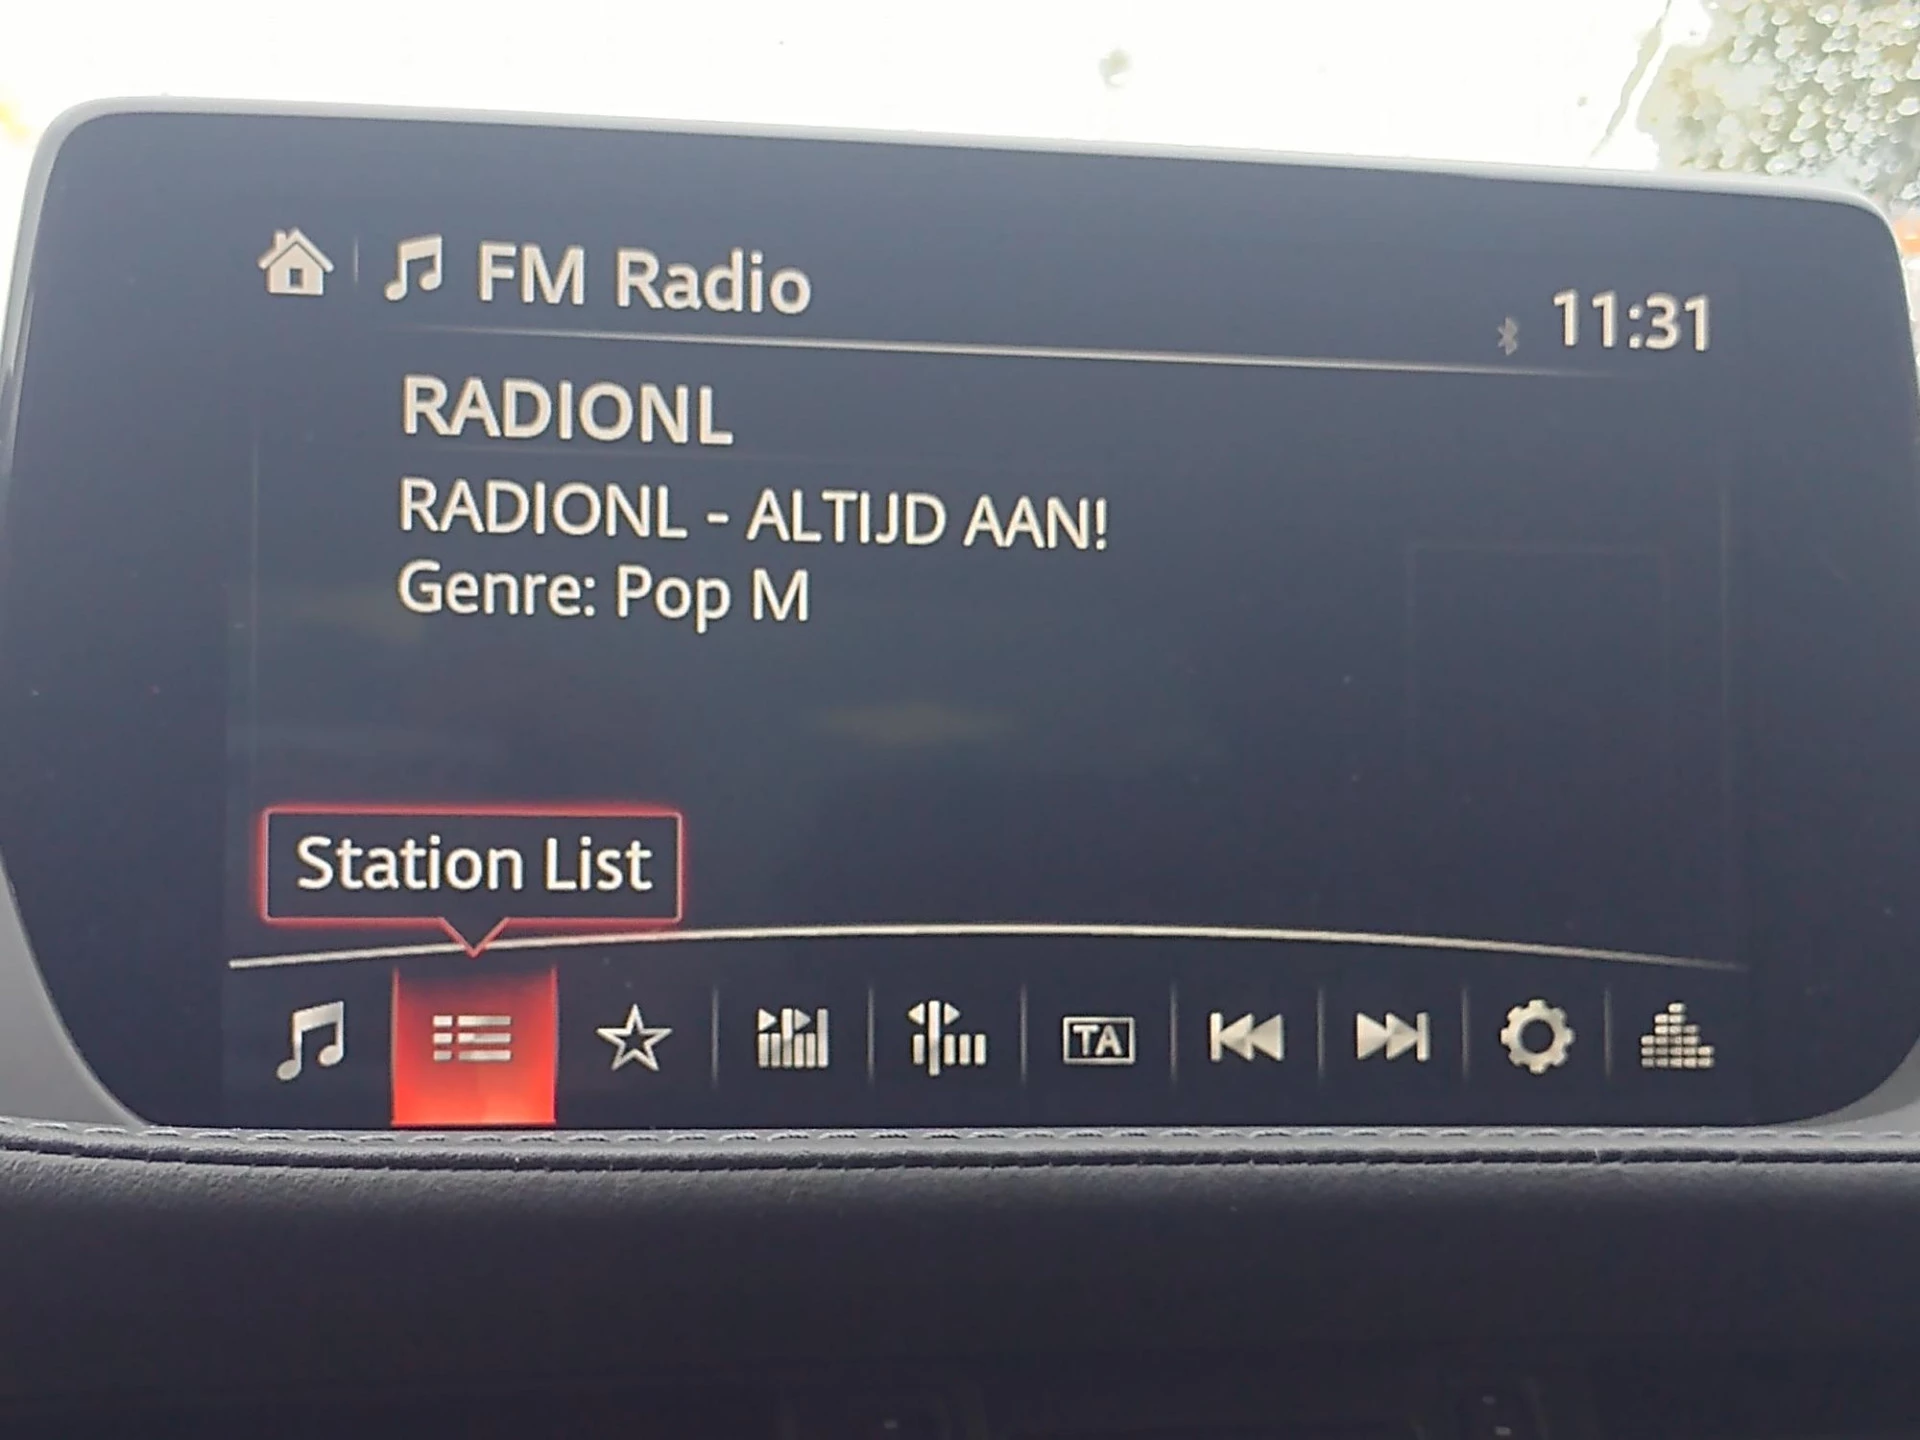 FM Radio
11:31
RADIONL
RADIONL - ALTIJD AAN!
Genre: Pop M
Station List
TA